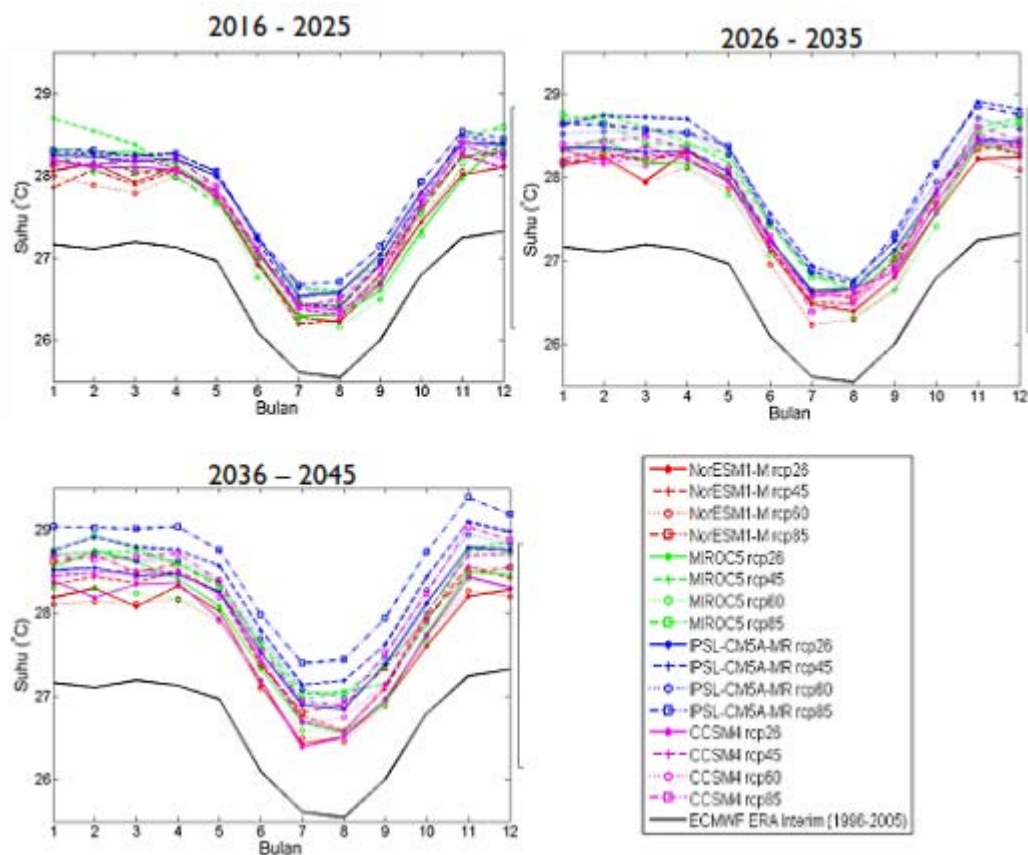 2016 - 2025
29
28
27
26
Suhu (°C)
1 2 3 4 5 6 7 8 9 10 11 12
Bulan
2026 - 2035
29
28
27
26
Suhu (°C)
1 2 3 4 5 6 7 8 9 10 11 12
Bulan
2036 – 2045
29
28
27
26
Suhu (°C)
1 2 3 4 5 6 7 8 9 10 11 12
Bulan
NorESM1-M rcp26
NorESM1-M rcp45
NorESM1-M rcp60
NorESM1-M rcp85
MIROC5 rcp26
MIROC5 rcp45
MIROC5 rcp60
MIROC5 rcp85
IPSL-CM5A-MR rcp26
IPSL-CM5A-MR rcp45
IPSL-CM5A-MR rcp60
IPSL-CM5A-MR rcp85
CCSM4 rcp26
CCSM4 rcp45
CCSM4 rcp60
CCSM4 rcp85
ECMWF ERA Interim (1996-2005)